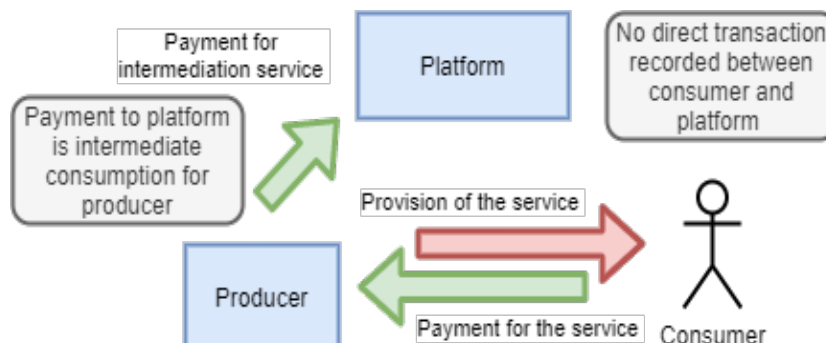 Payment for
intermediation service
Platform
No direct transaction
recorded between
consumer and
platform
Payment to platform
is intermediate
consumption for
producer
Provision of the service
Producer
Payment for the service
Consumer